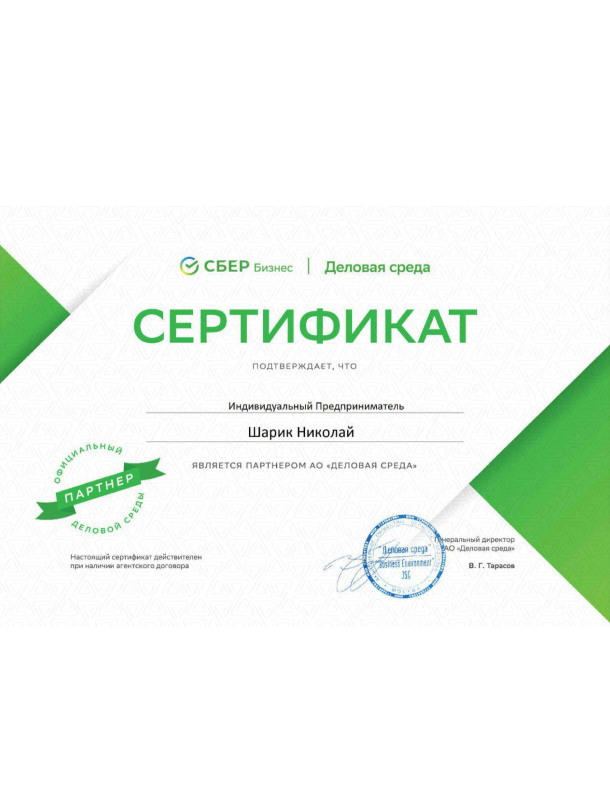 СБЕР Бизнес | Деловая среда
СЕРТИФИКАТ
ПОДТВЕРЖДАЕТ, ЧТО
Индивидуальный Предприниматель
Шарик Николай
ЯВЛЯЕТСЯ ПАРТНЕРОМ АО «ДЕЛОВАЯ СРЕДА»
ОФИЦИАЛЬНЫЙ
ПАРТНЕР
ДЕЛОВОЙ СРЕДЫ
Настоящий сертификат действителен
при наличии агентского договора
Деловая среда
Business Environment
JSC
МОСКВА
Генеральный директор
АО «Деловая среда»
В. Г. Тарасов